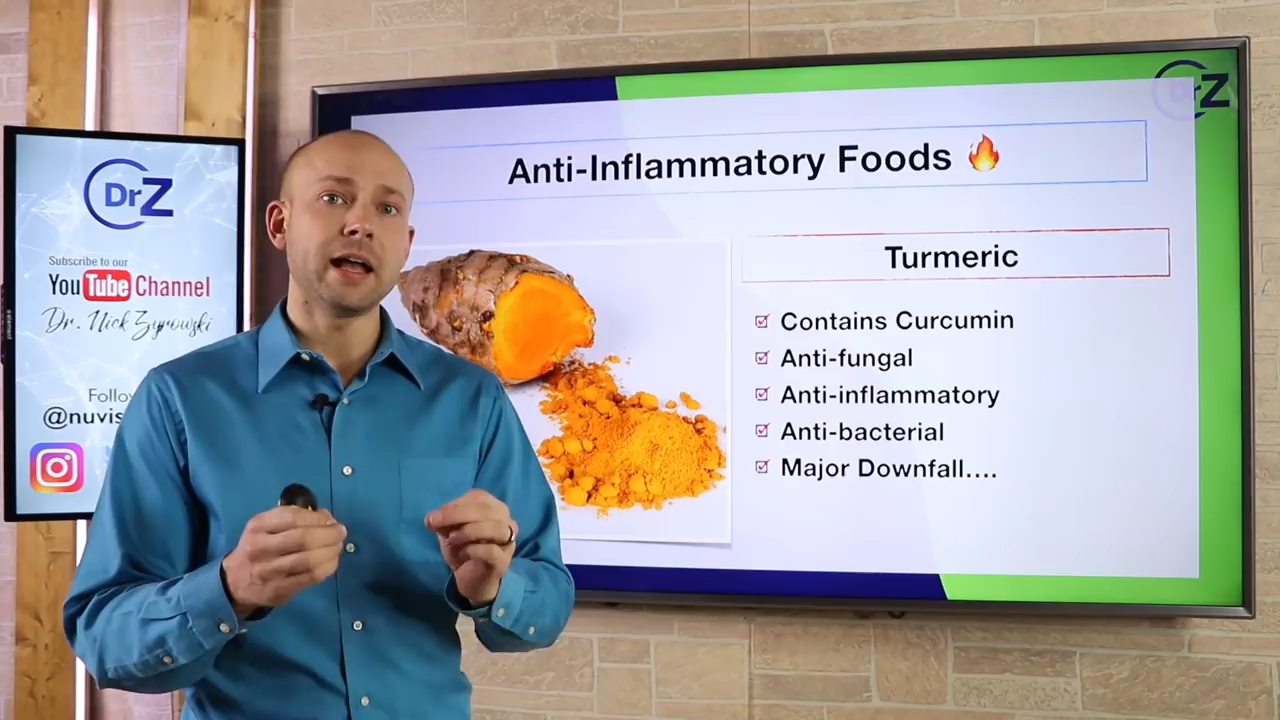 DrZ
Subscribe to our
YouTube Channel
Dr. Nick Zyrowski
Follow
@nuvis
DrZ
Anti-Inflammatory Foods 🔥
Turmeric
Contains Curcumin
Anti-fungal
Anti-inflammatory
Anti-bacterial
Major Downfall....